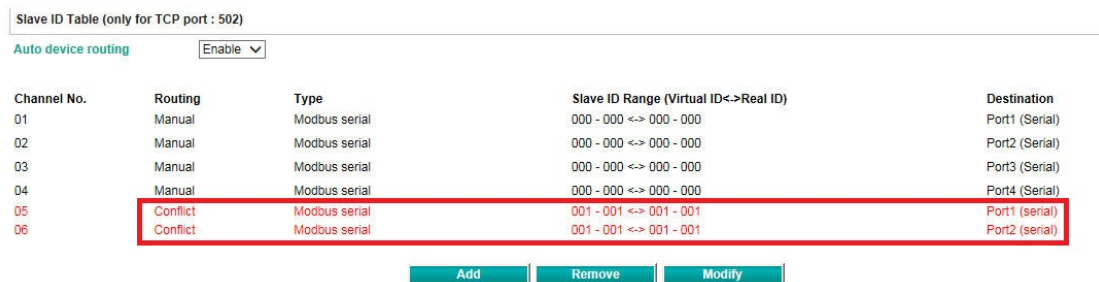 Slave ID Table (only for TCP port : 502)
Auto device routing Enable
Channel No. Routing Type Slave ID Range (Virtual ID<->Real ID) Destination
01 Manual Modbus serial 000 - 000 <-> 000 - 000 Port1 (Serial)
02 Manual Modbus serial 000 - 000 <-> 000 - 000 Port2 (Serial)
03 Manual Modbus serial 000 - 000 <-> 000 - 000 Port3 (Serial)
04 Manual Modbus serial 000 - 000 <-> 000 - 000 Port4 (Serial)
05 Conflict Modbus serial 001 - 001 <-> 001 - 001 Port1 (serial)
06 Conflict Modbus serial 001 - 001 <-> 001 - 001 Port2 (serial)
Add Remove Modify